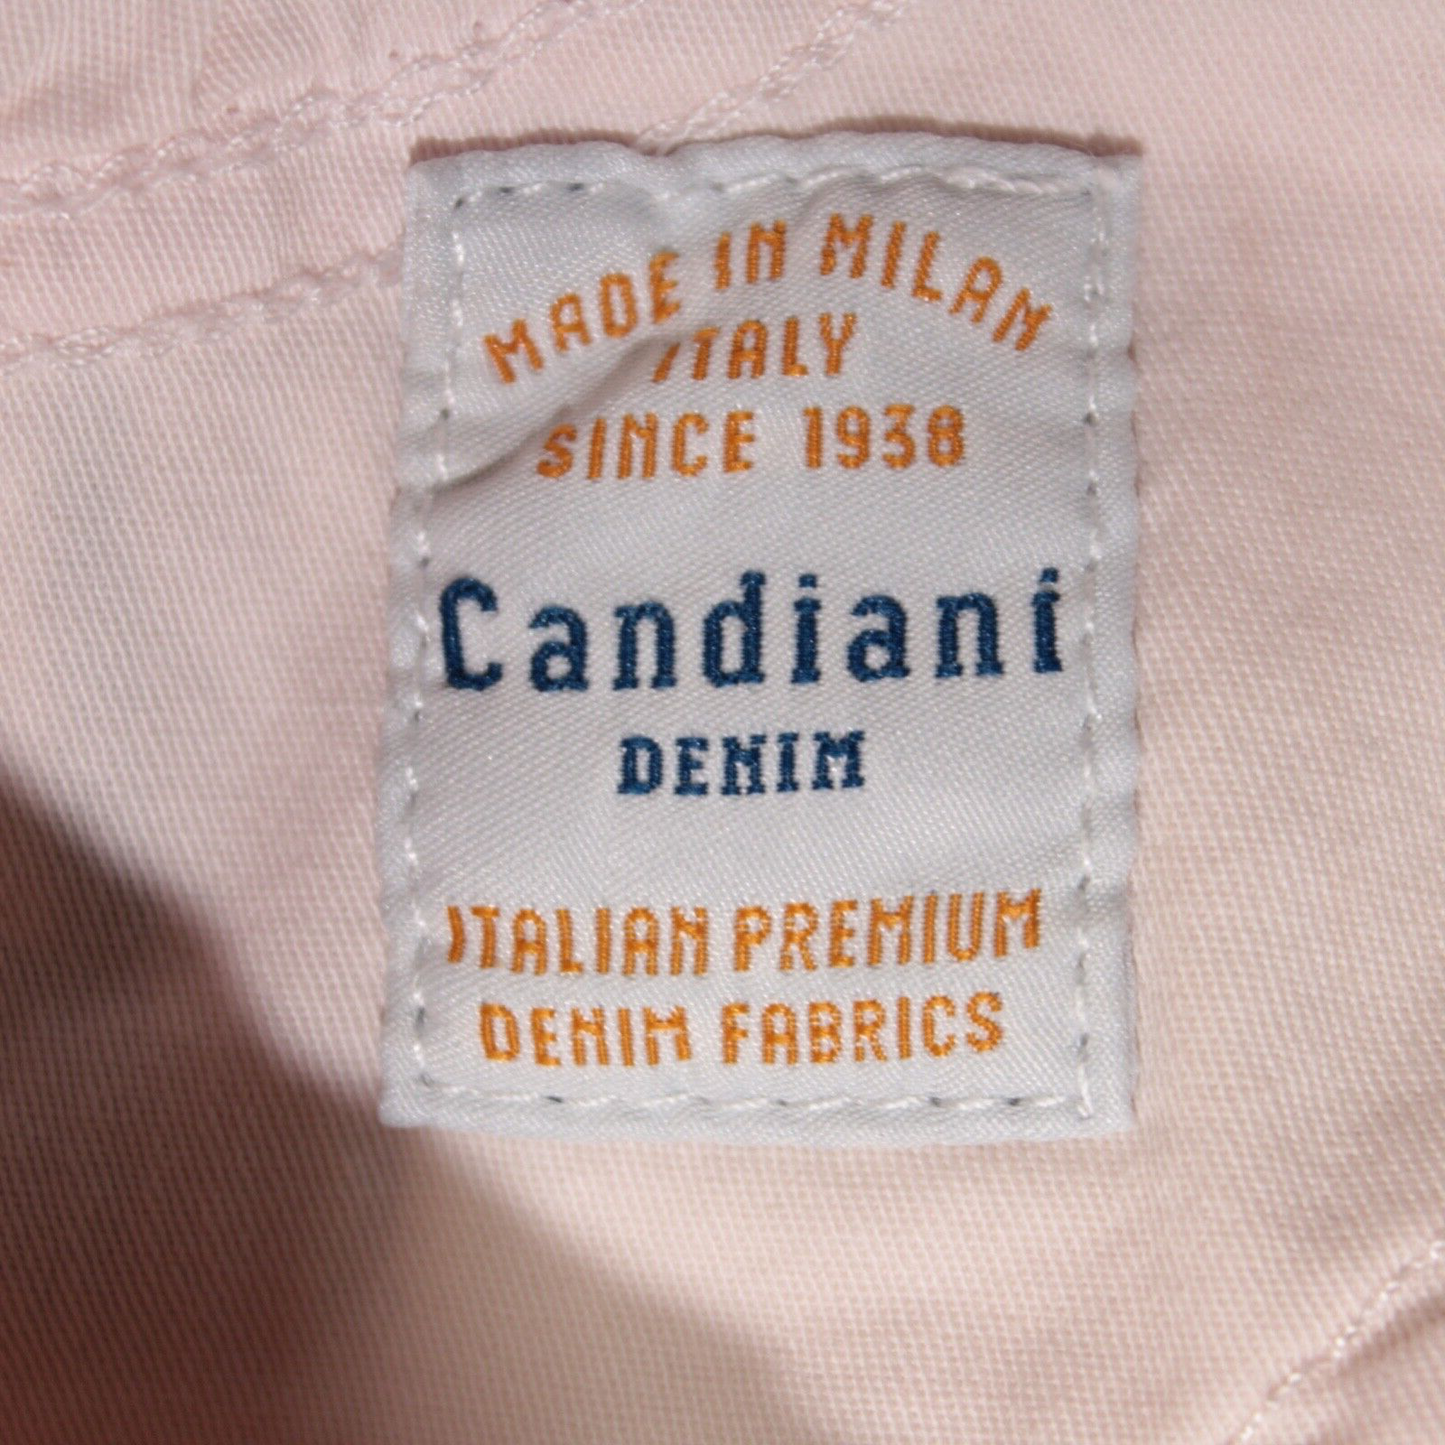 MADE IN MILAN
ITALY
SINCE 1938
Candiani
DENIM
ITALIAN PREMIUM
DENIM FABRICS